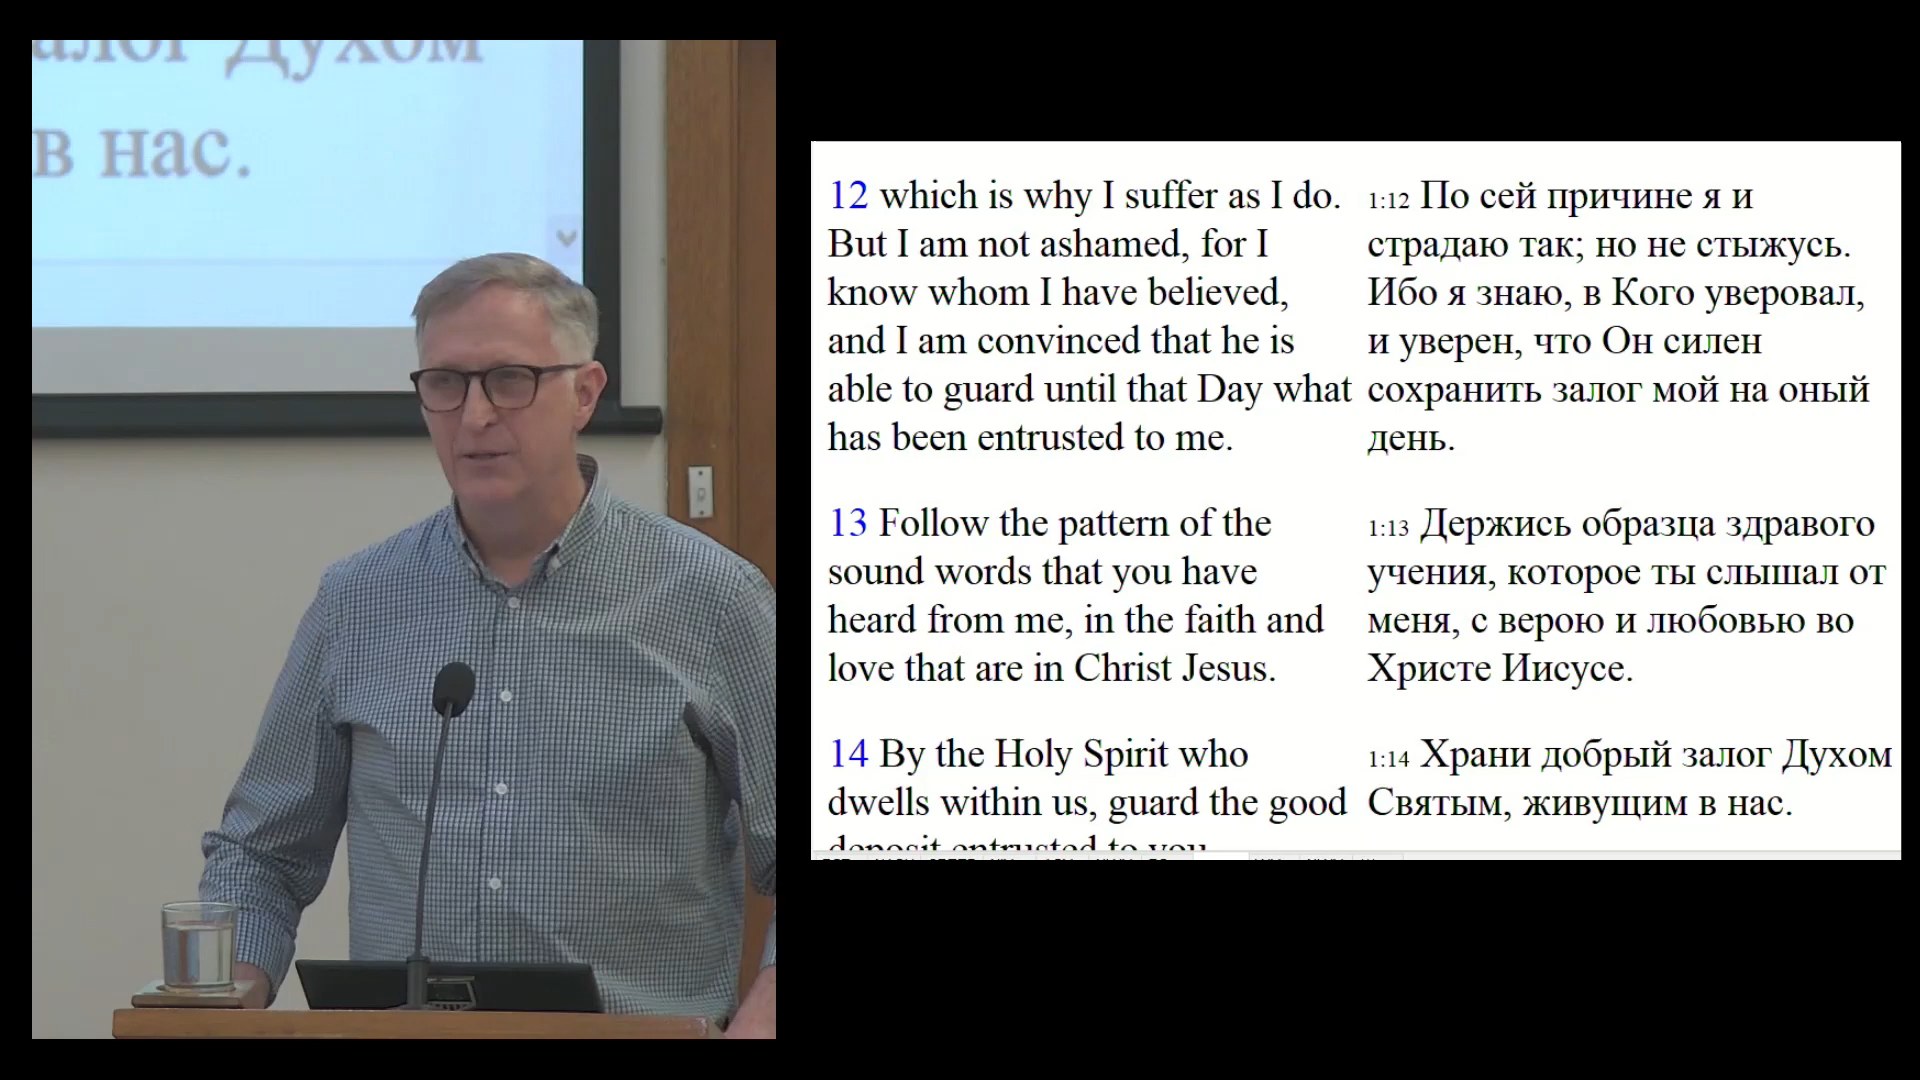 алог Духом
в нас.
12 which is why I suffer as I do.
But I am not ashamed, for I
know whom I have believed,
and I am convinced that he is
able to guard until that Day what
has been entrusted to me.
13 Follow the pattern of the
sound words that you have
heard from me, in the faith and
love that are in Christ Jesus.
14 By the Holy Spirit who
dwells within us, guard the good
deposit entrusted to you
1:12 По сей причине я и
страдаю так; но не стыжусь.
Ибо я знаю, в Кого уверовал,
и уверен, что Он силен
сохранить залог мой на оный
день.
1:13 Держись образца здравого
учения, которое ты слышал от
меня, с верою и любовью во
Христе Иисусе.
1:14 Храни добрый залог Духом
Святым, живущим в нас.